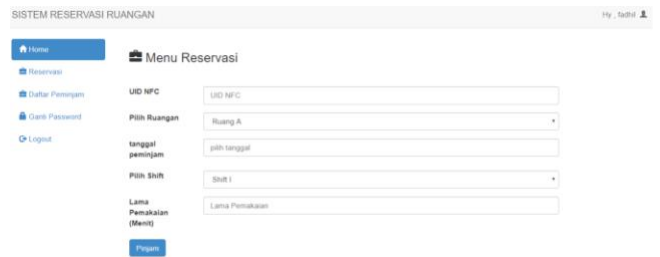 SISTEM RESERVASI RUANGAN
Hy , fadhil
Home
Reservasi
Daftar Peminjam
Ganti Password
Logout
Menu Reservasi
UID NFC
UID NFC
Pilih Ruangan
Ruang A
tanggal
peminjam
pilih tanggal
Pilih Shift
Shift I
Lama
Pemakaian
(Menit)
Lama Pemakaian
Pinjam